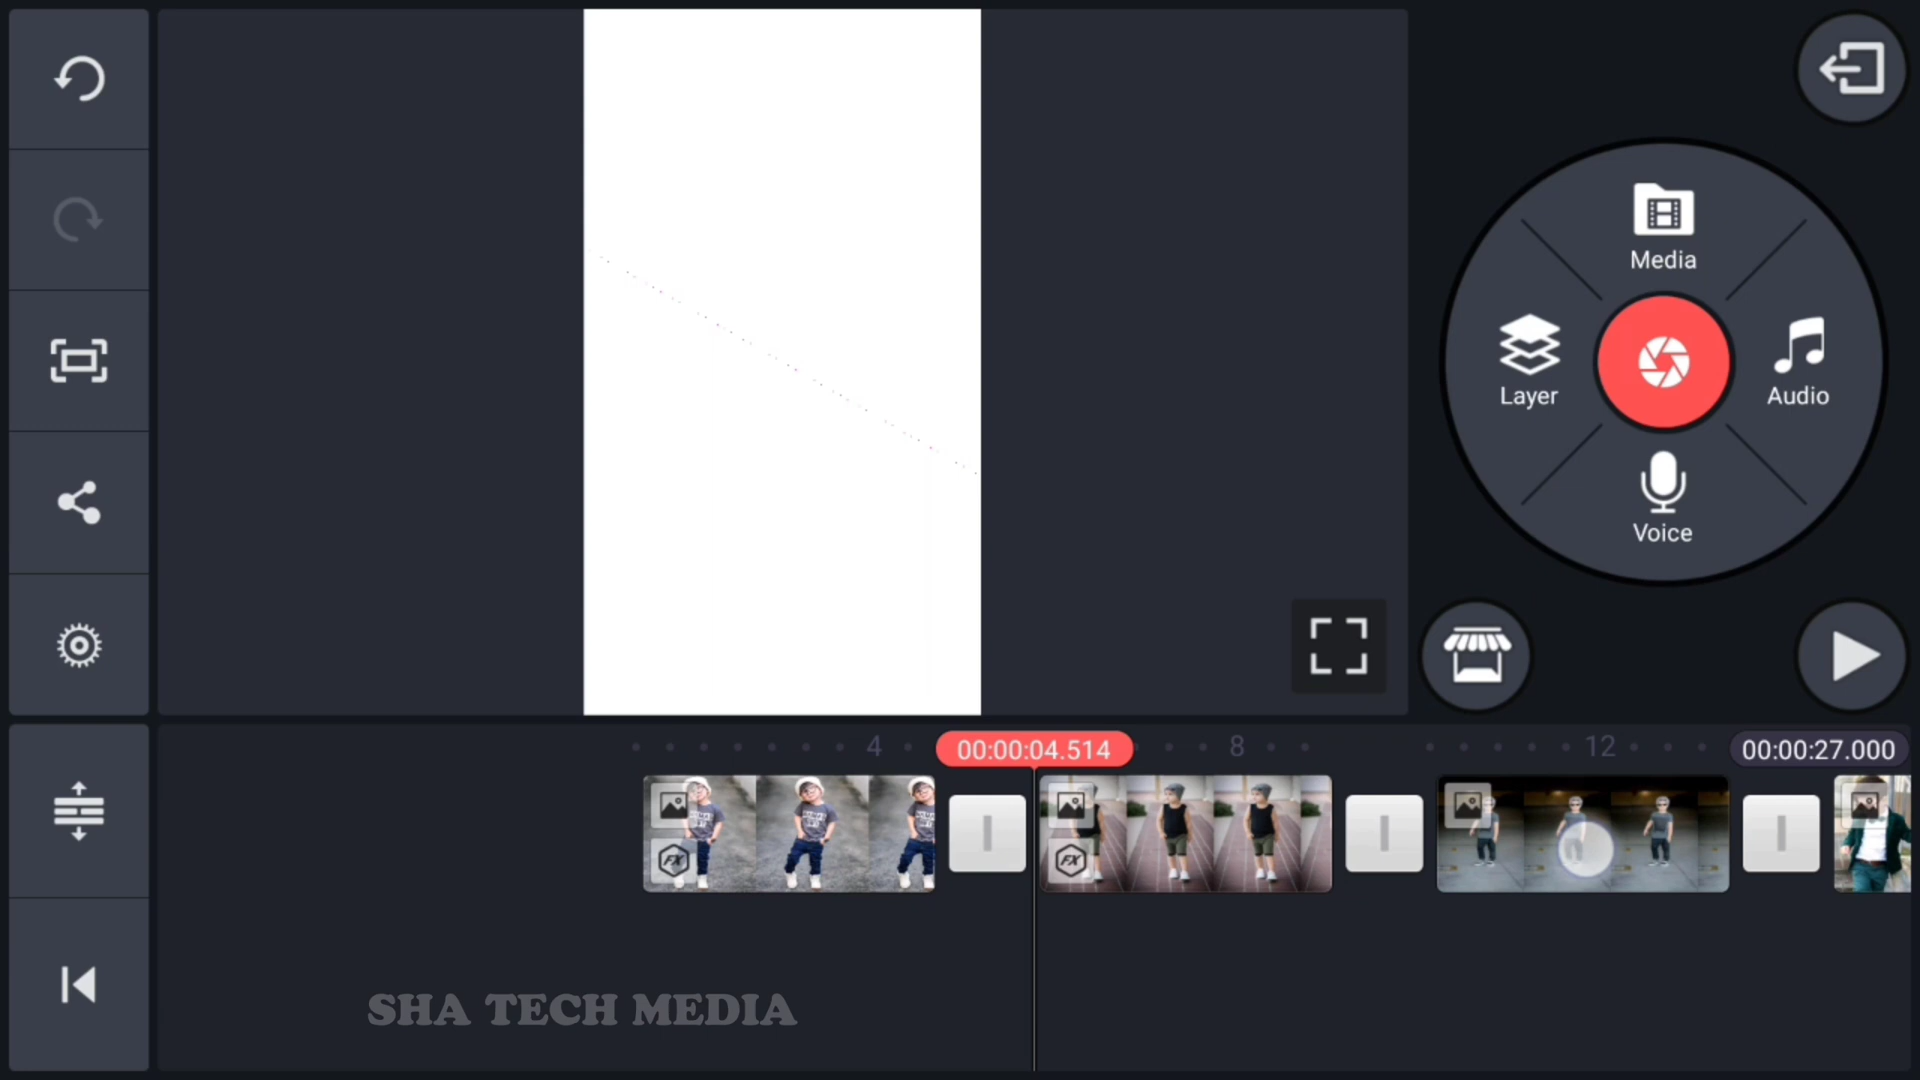 Media
Layer
Audio
Voice
4
00:00:04.514
8
12
00:00:27.000
FX
FX
SHA TECH MEDIA